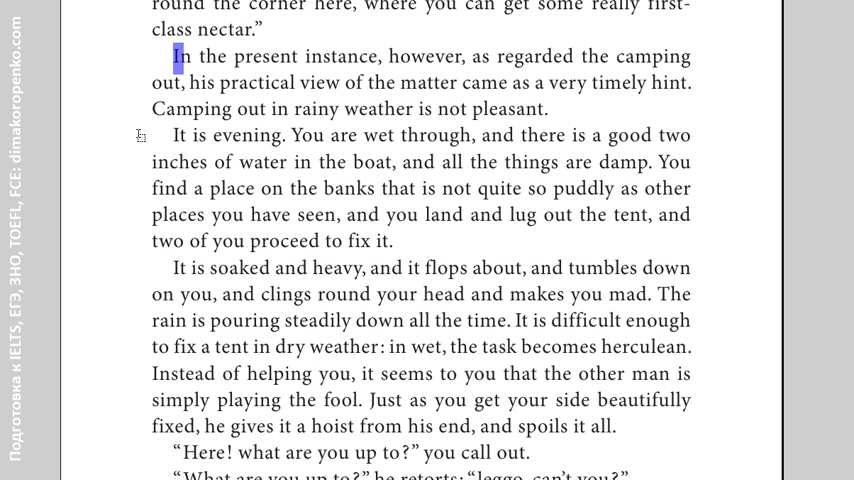 Подготовка к IELTS, ЕГЭ, ЗНО, TOEFL, FCE: dimakoropenko.com
round the corner here, where you can get some really first-
class nectar.”
In the present instance, however, as regarded the camping
out, his practical view of the matter came as a very timely hint.
Camping out in rainy weather is not pleasant.
It is evening. You are wet through, and there is a good two
inches of water in the boat, and all the things are damp. You
find a place on the banks that is not quite so puddly as other
places you have seen, and you land and lug out the tent, and
two of you proceed to fix it.
It is soaked and heavy, and it flops about, and tumbles down
on you, and clings round your head and makes you mad. The
rain is pouring steadily down all the time. It is difficult enough
to fix a tent in dry weather: in wet, the task becomes herculean.
Instead of helping you, it seems to you that the other man is
simply playing the fool. Just as you get your side beautifully
fixed, he gives it a hoist from his end, and spoils it all.
“Here! what are you up to?” you call out.
“What are you up to?” he retorts; “leggo, can’t you?”